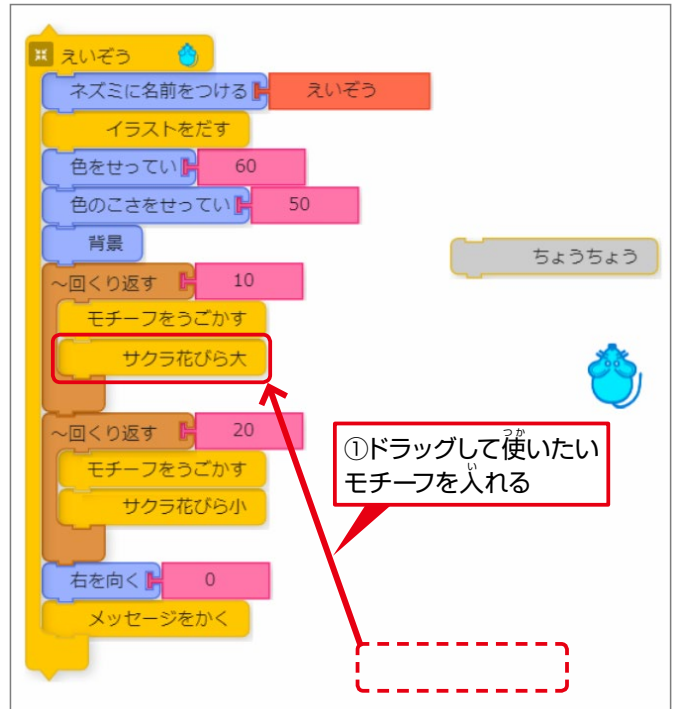 えいぞう
ネズミに名前をつける えいぞう
イラストをだす
色をせってい 60
色のこさをせってい 50
背景
ちょうちょう
～回くり返す 10
モチーフをうごかす
サクラ花びら大
～回くり返す 20
モチーフをうごかす
サクラ花びら小
①ドラッグして使いたい
つか
モチーフを入れる
い
右を向く 0
メッセージをかく